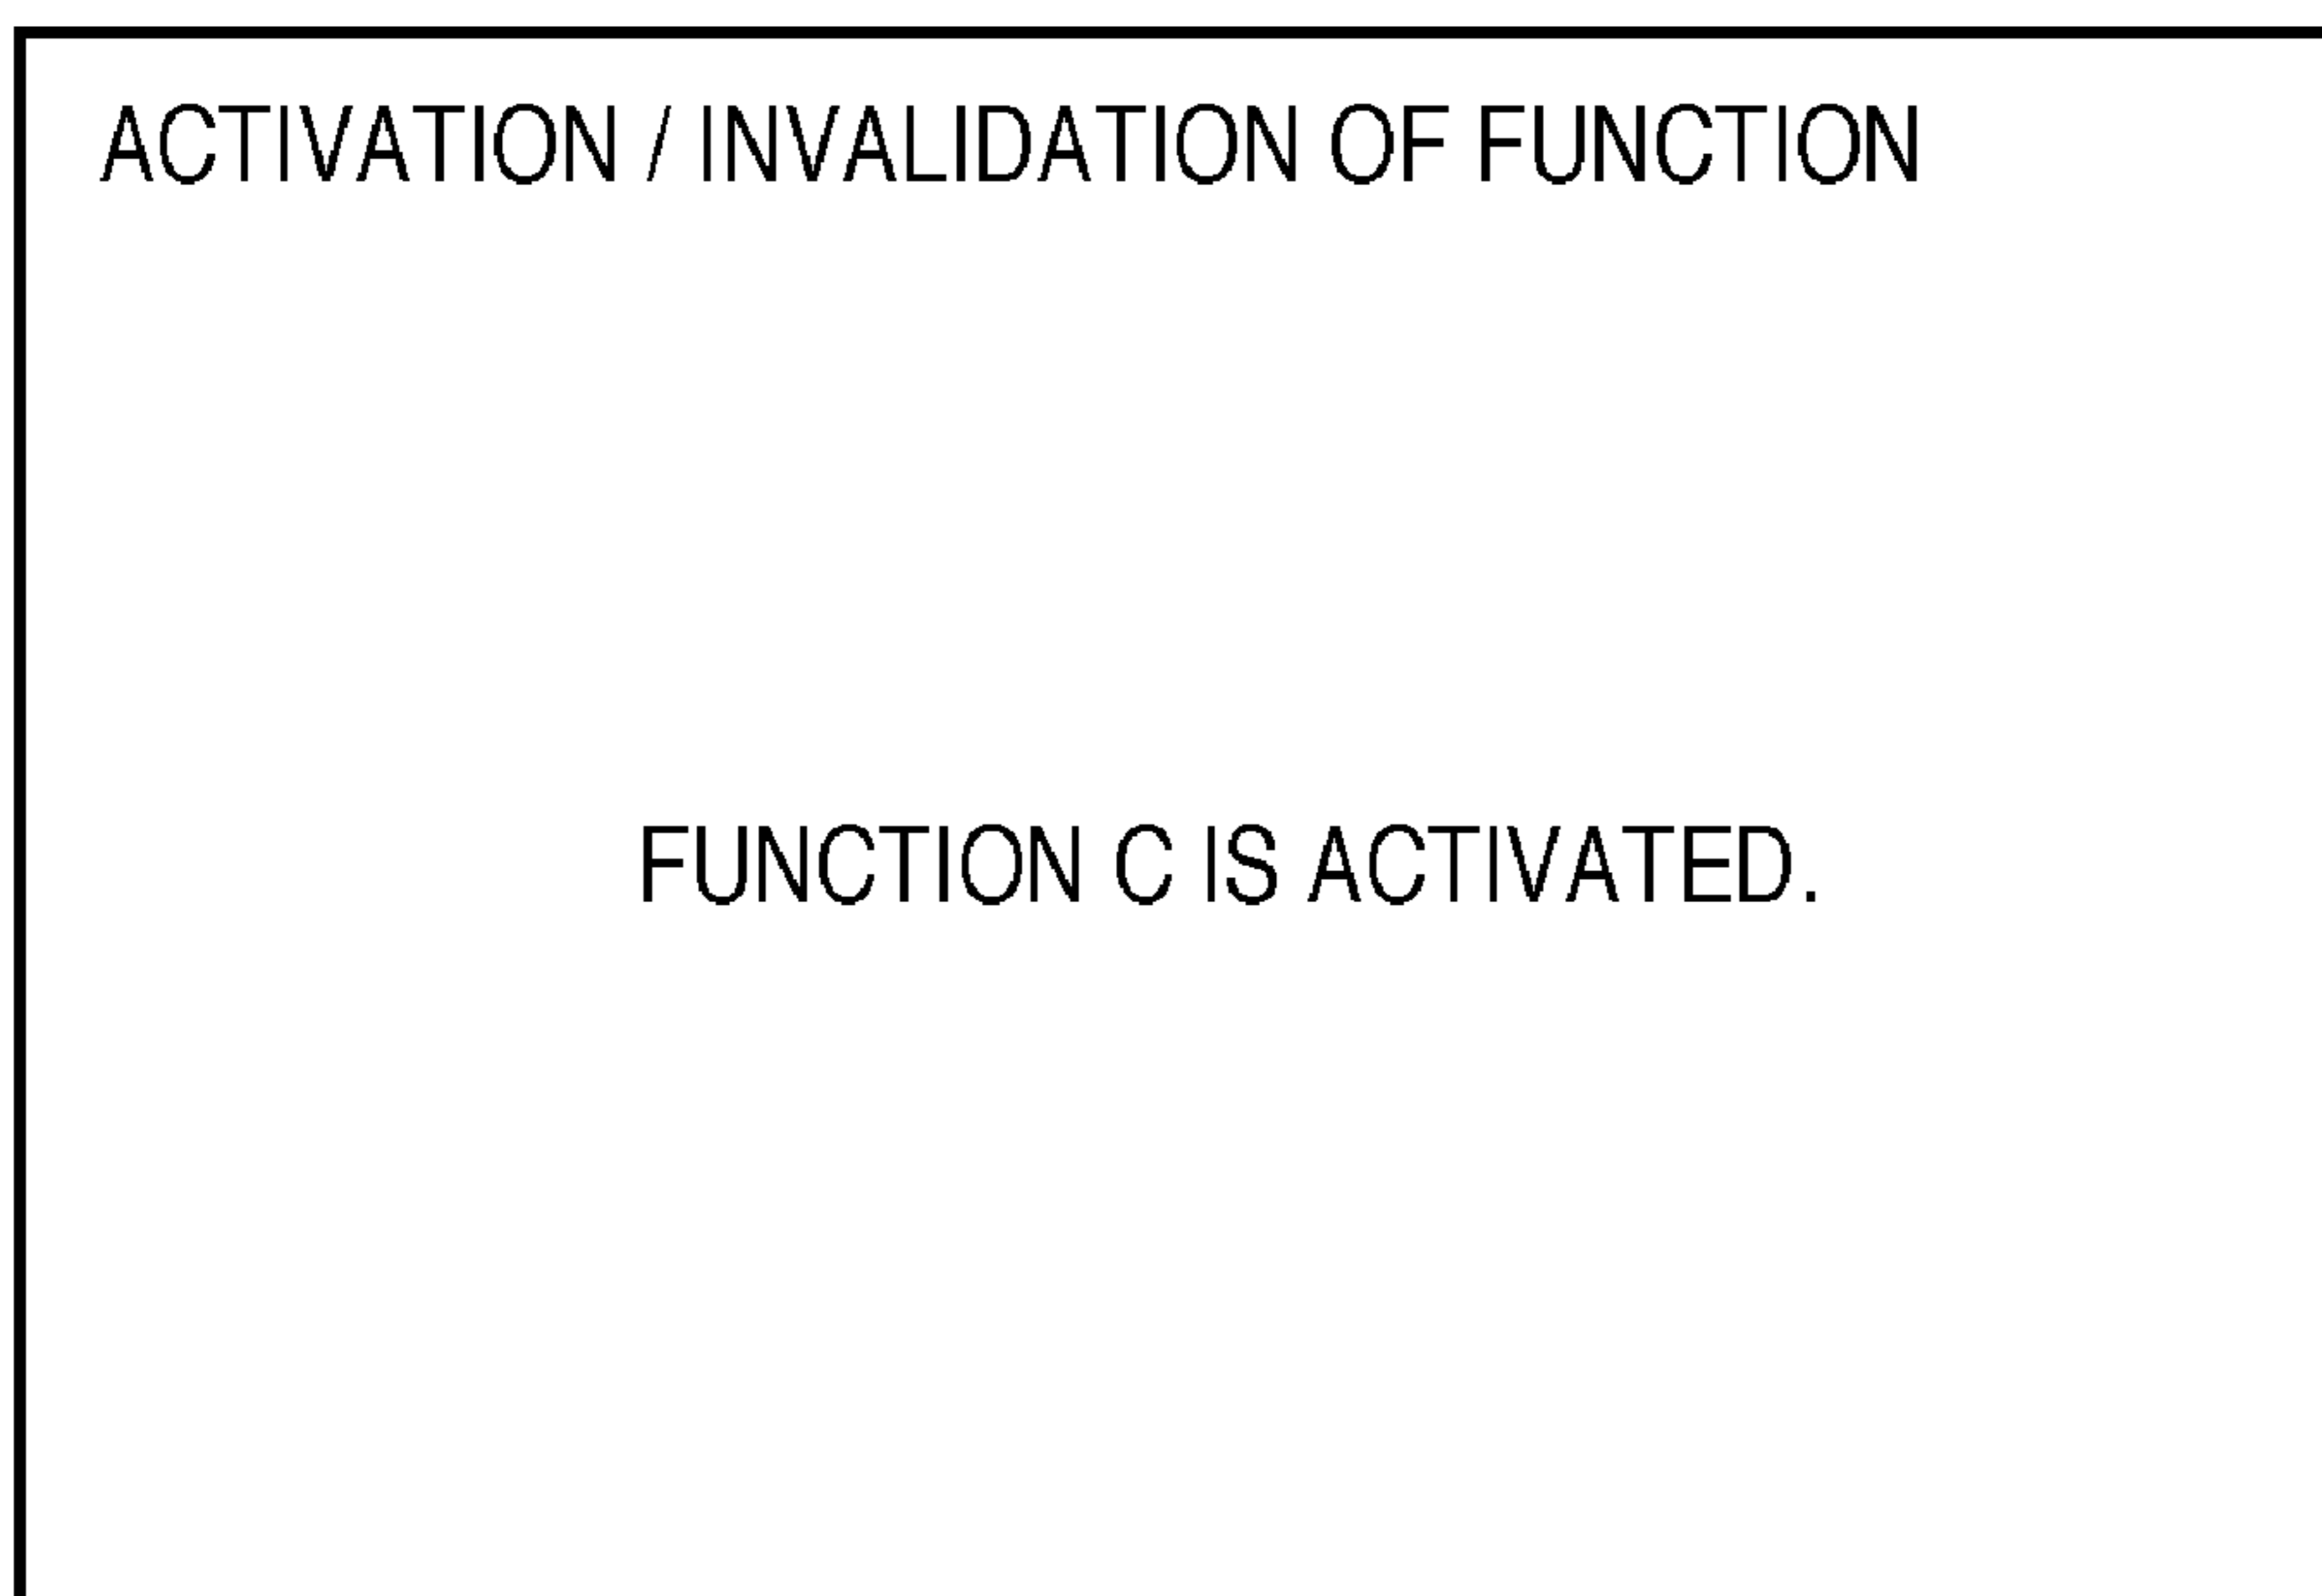 ACTIVATION / INVALIDATION OF FUNCTION
FUNCTION C IS ACTIVATED.